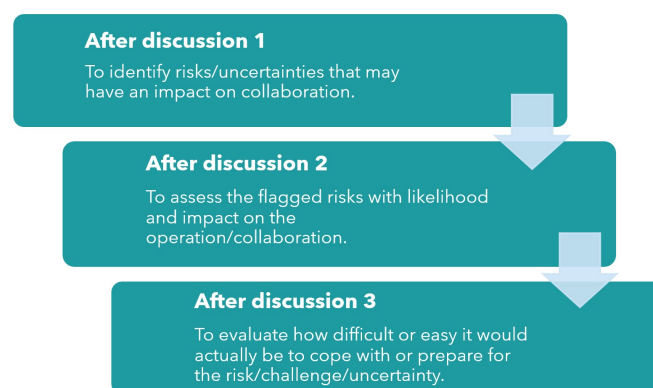 After discussion 1
To identify risks/uncertainties that may
have an impact on collaboration.
After discussion 2
To assess the flagged risks with likelihood
and impact on the
operation/collaboration.
After discussion 3
To evaluate how difficult or easy it would
actually be to cope with or prepare for
the risk/challenge/uncertainty.